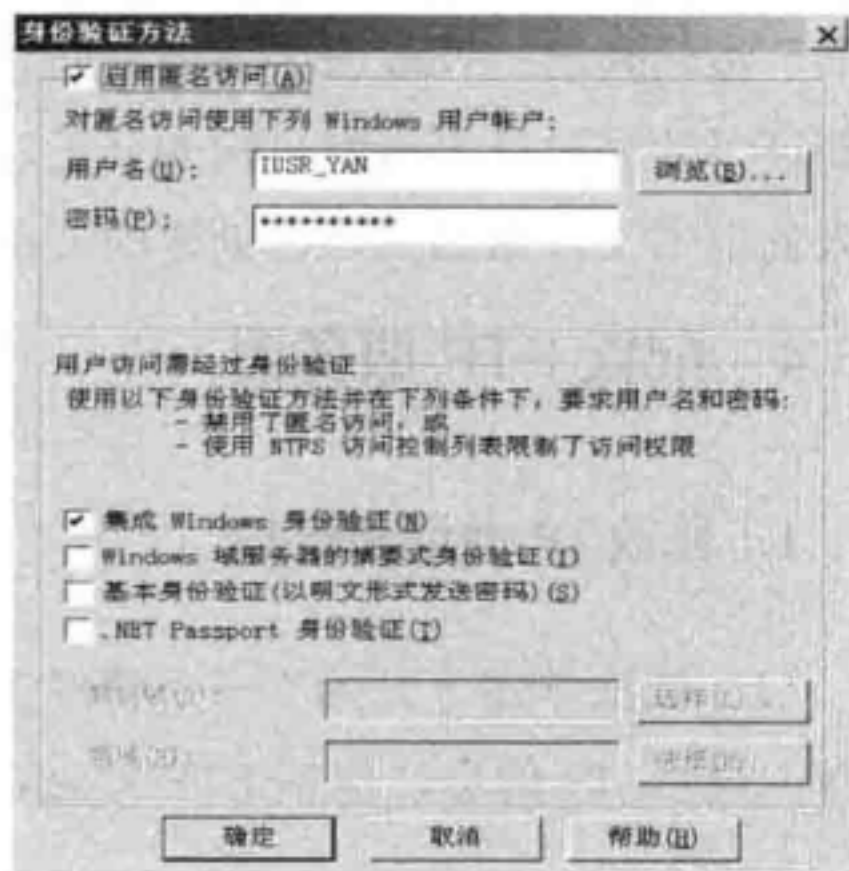 身份验证方法
启用匿名访问(A)
对匿名访问使用下列 Windows 用户帐户:
用户名(U):
IUSR_YAN
浏览(B)...
密码(P):
**********
用户访问需经过身份验证
使用以下身份验证方法并在下列条件下，要求用户名和密码:
- 禁用了匿名访问，或
- 使用 NTFS 访问控制列表限制了访问权限
集成 Windows 身份验证(N)
Windows 域服务器的摘要式身份验证(I)
基本身份验证(以明文形式发送密码)(S)
.NET Passport 身份验证(T)
选择(L)...
确定
取消
帮助(H)